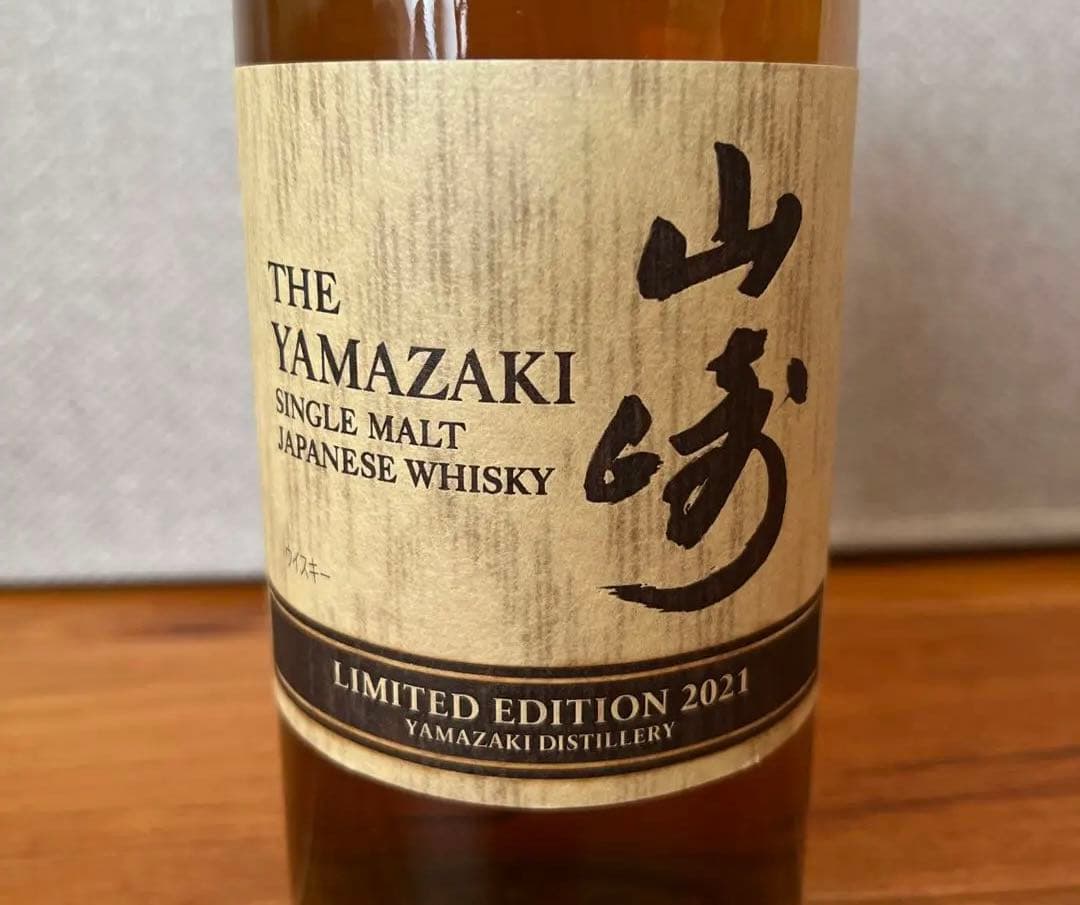 山崎
THE
YAMAZAKI
SINGLE MALT
JAPANESE WHISKY
ウイスキー
LIMITED EDITION 2021
YAMAZAKI DISTILLERY